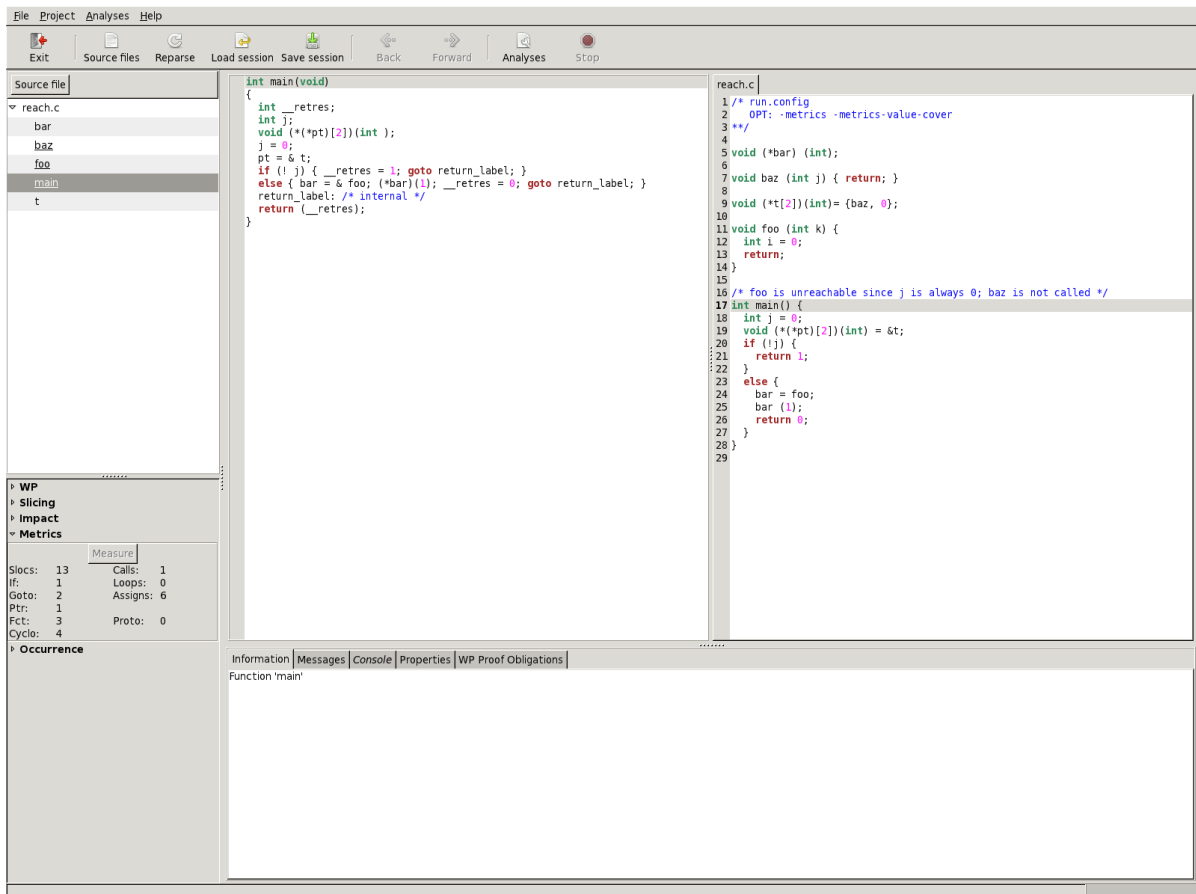 File Project Analyses Help
Exit Source files Reparse Load session Save session Back Forward Analyses Stop
Source file
reach.c
bar
baz
foo
main
t
WP
Slicing
Impact
Metrics
Measure
Slocs: 13 Calls: 1
If: 1 Loops: 0
Goto: 2 Assigns: 6
Ptr: 1
Fct: 3 Proto: 0
Cyclo: 4
Occurrence
int main(void)
{
  int __retres;
  int j;
  void (*(*pt)[2])(int );
  j = 0;
  pt = & t;
  if (! j) { __retres = 1; goto return_label; }
  else { bar = & foo; (*bar)(1); __retres = 0; goto return_label; }
  return_label: /* internal */
  return (__retres);
}
reach.c
1 /* run.config
2    OPT: -metrics -metrics-value-cover
3 **/
4
5 void (*bar) (int);
6
7 void baz (int j) { return; }
8
9 void (*t[2])(int)= {baz, 0};
10
11 void foo (int k) {
12   int i = 0;
13   return;
14 }
15
16 /* foo is unreachable since j is always 0; baz is not called */
17 int main() {
18   int j = 0;
19   void (*(*pt)[2])(int) = &t;
20   if (!j) {
21     return 1;
22   }
23   else {
24     bar = foo;
25     bar (1);
26     return 0;
27   }
28 }
29
Information Messages Console Properties WP Proof Obligations
Function 'main'